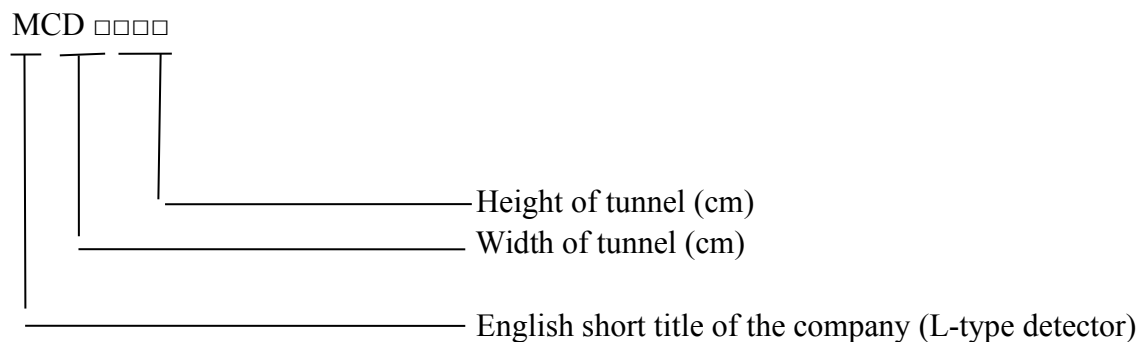 MCD □□□□
Height of tunnel (cm)
Width of tunnel (cm)
English short title of the company (L-type detector)